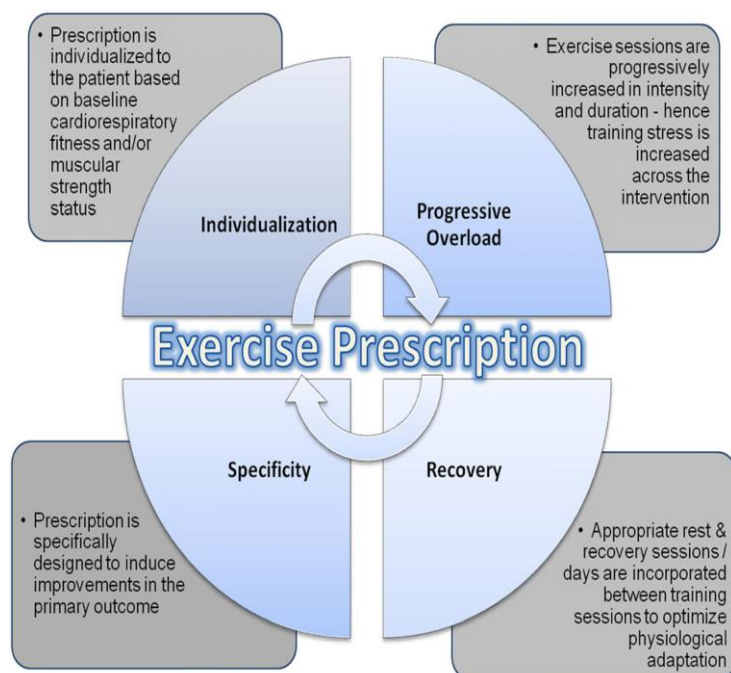 • Prescription is
individualized to
the patient based
on baseline
cardiorespiratory
fitness and/or
muscular
strength
status
• Exercise sessions are
progressively
increased in intensity
and duration - hence
training stress is
increased
across the
intervention
Individualization
Progressive
Overload
Exercise Prescription
Specificity
Recovery
• Prescription is
specifically
designed to induce
improvements in the
primary outcome
• Appropriate rest &
recovery sessions /
days are incorporated
between training
sessions to optimize
physiological
adaptation